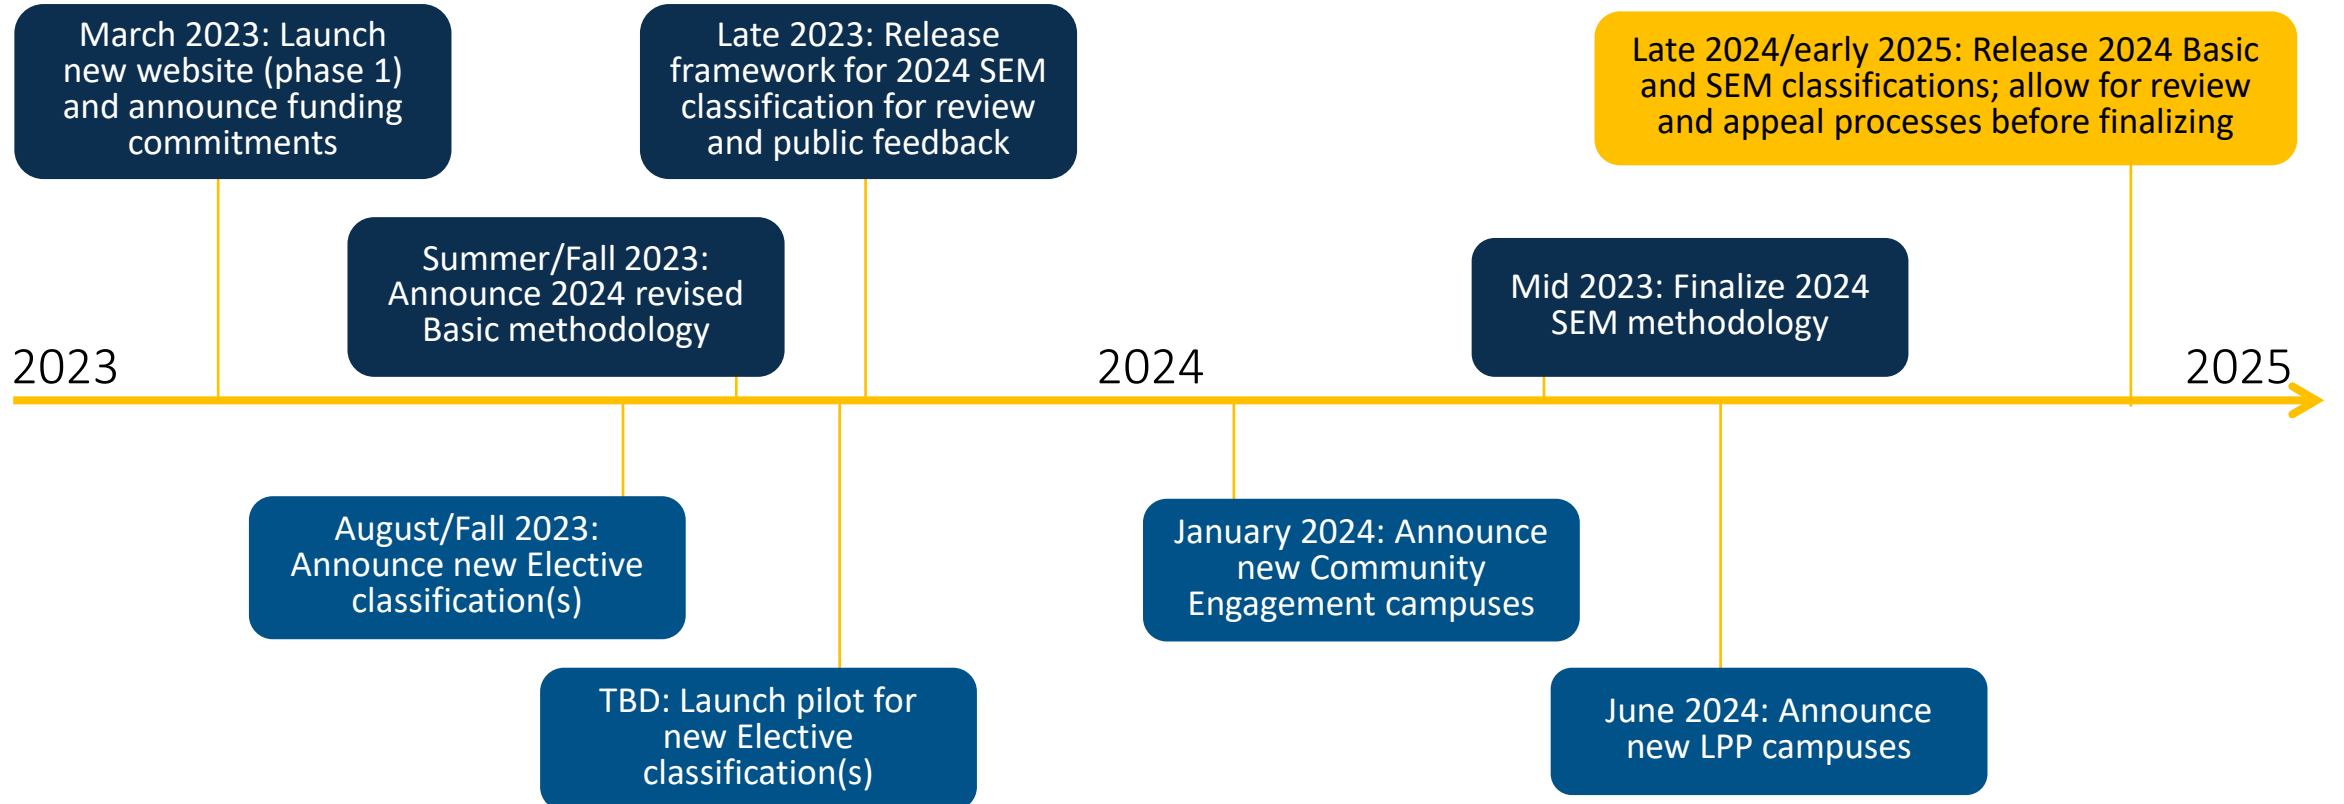 March 2023: Launch
new website (phase 1)
and announce funding
commitments
Late 2023: Release
framework for 2024 SEM
classification for review
and public feedback
Late 2024/early 2025: Release 2024 Basic
and SEM classifications; allow for review
and appeal processes before finalizing
Summer/Fall 2023:
Announce 2024 revised
Basic methodology
Mid 2023: Finalize 2024
SEM methodology
2023
2024
2025
August/Fall 2023:
Announce new Elective
classification(s)
January 2024: Announce
new Community
Engagement campuses
TBD: Launch pilot for
new Elective
classification(s)
June 2024: Announce
new LPP campuses